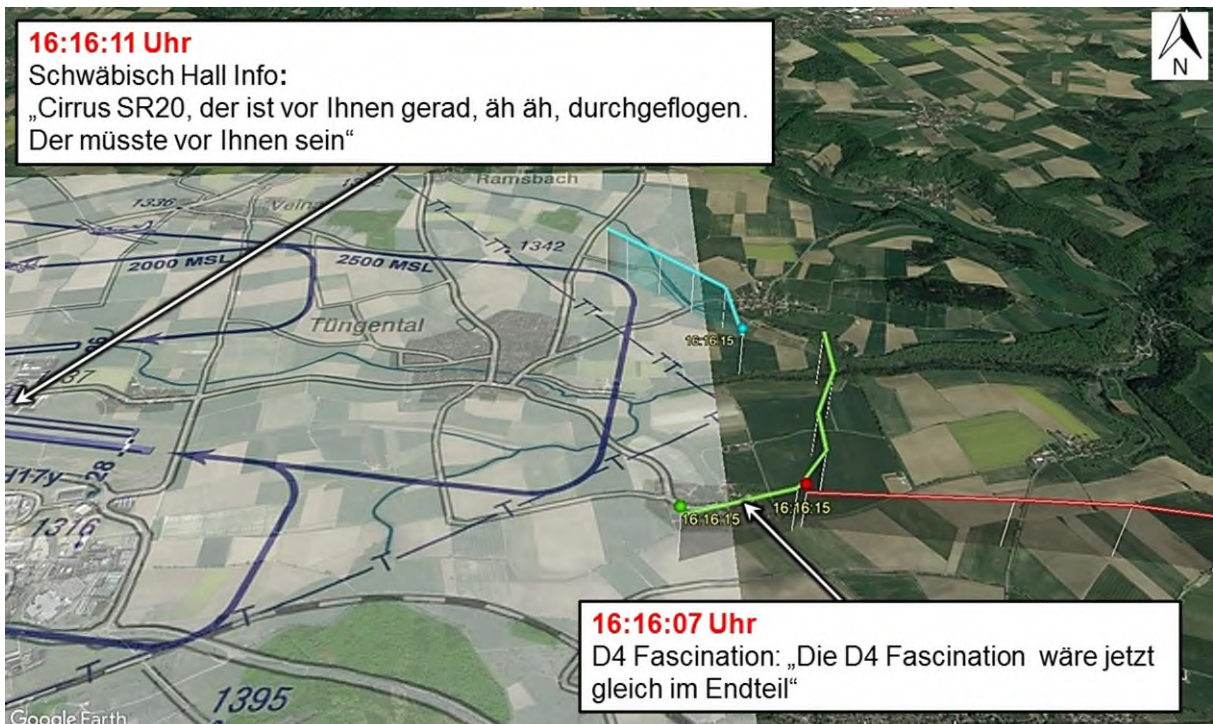 16:16:11 Uhr
Schwäbisch Hall Info:
„Cirrus SR20, der ist vor Ihnen gerad, äh äh, durchgeflogen.
Der müsste vor Ihnen sein“
N
Ramsbach
1336
1342
2000 MSL
2500 MSL
Tüngental
16:16:15
28
H17y
1316
16:16:15
16:16:15
T
T
T
16:16:07 Uhr
D4 Fascination: „Die D4 Fascination wäre jetzt
gleich im Endteil“
1395
Google Earth